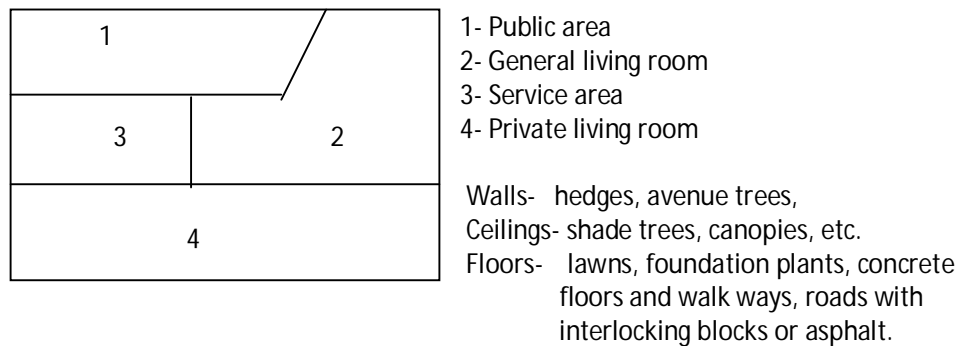 1
3
2
4
1- Public area
2- General living room
3- Service area
4- Private living room
Walls- hedges, avenue trees,
Ceilings- shade trees, canopies, etc.
Floors- lawns, foundation plants, concrete
floors and walk ways, roads with
interlocking blocks or asphalt.